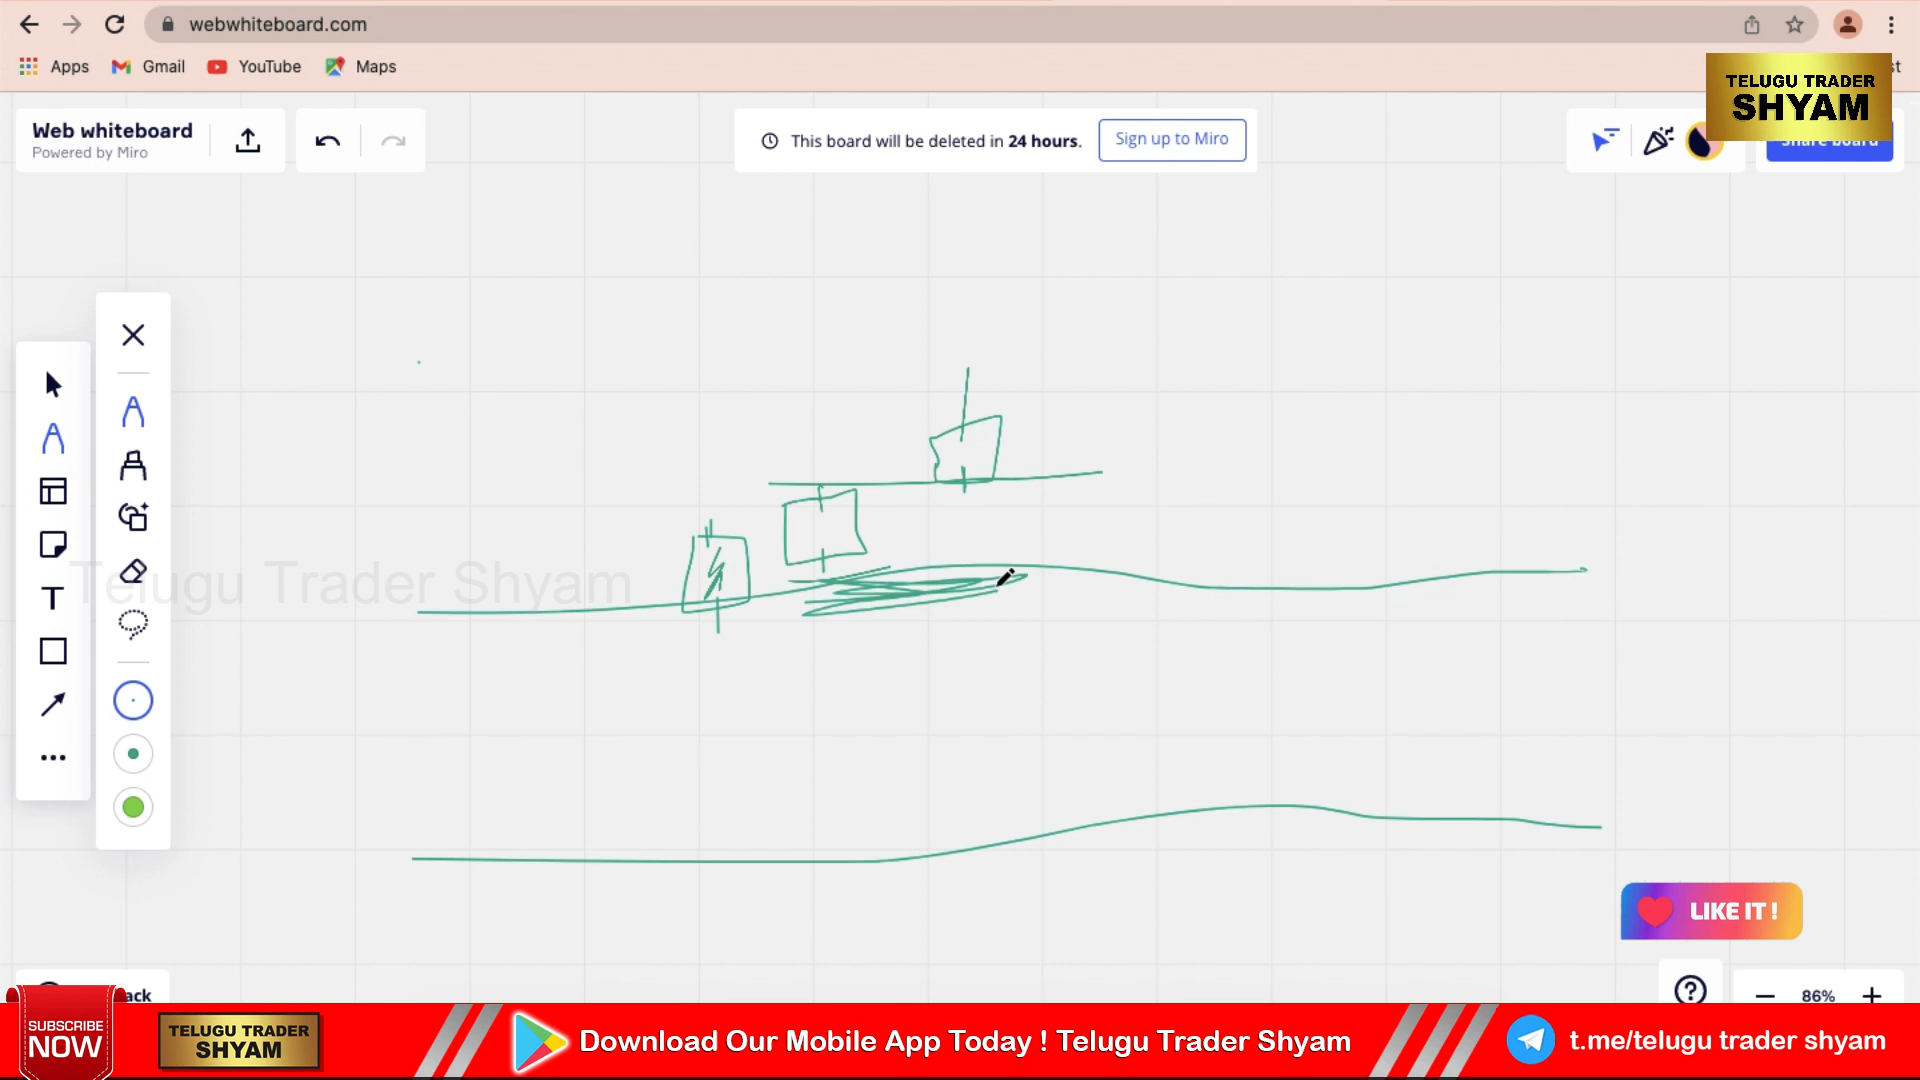 webwhiteboard.com
Apps
Gmail
YouTube
Maps
TELUGU TRADER
SHYAM
Web whiteboard
Powered by Miro
This board will be deleted in 24 hours.
Sign up to Miro
Share board
T
Telugu Trader Shyam
LIKE IT !
86%
SUBSCRIBE
NOW
TELUGU TRADER
SHYAM
Download Our Mobile App Today ! Telugu Trader Shyam
t.me/telugu trader shyam